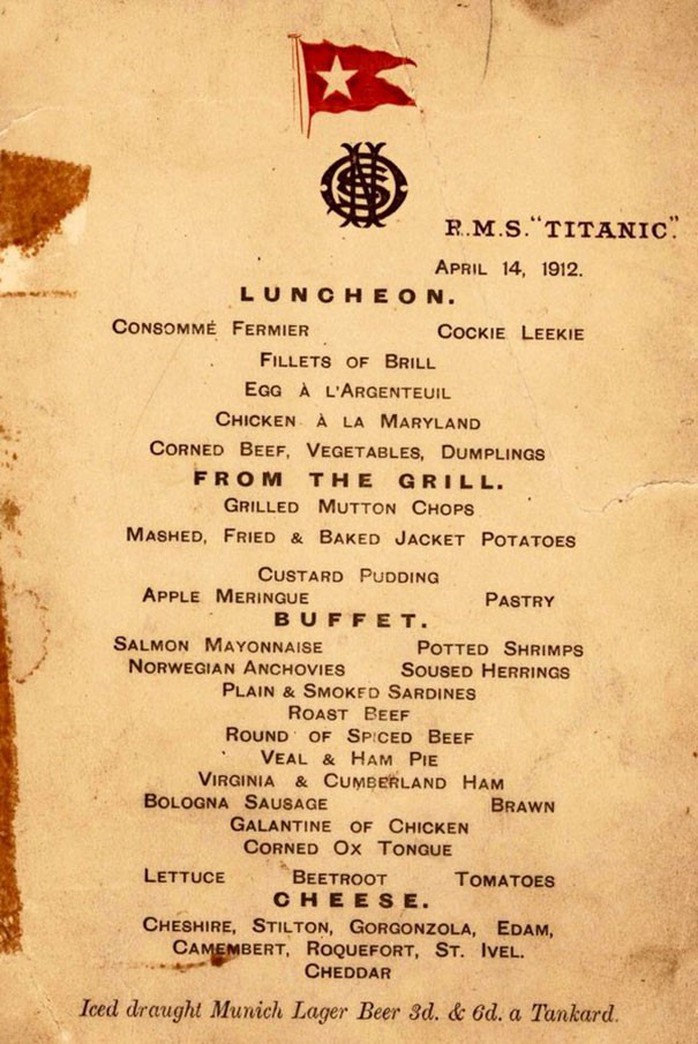 R.M.S. "TITANIC."
APRIL 14, 1912.
LUNCHEON.
CONSOMMÉ FERMIER COCKIE LEEKIE
FILLETS OF BRILL
EGG À L'ARGENTEUIL
CHICKEN À LA MARYLAND
CORNED BEEF, VEGETABLES, DUMPLINGS
FROM THE GRILL.
GRILLED MUTTON CHOPS
MASHED, FRIED & BAKED JACKET POTATOES
CUSTARD PUDDING
APPLE MERINGUE PASTRY
BUFFET.
SALMON MAYONNAISE POTTED SHRIMPS
NORWEGIAN ANCHOVIES SOUSED HERRINGS
PLAIN & SMOKED SARDINES
ROAST BEEF
ROUND OF SPICED BEEF
VEAL & HAM PIE
VIRGINIA & CUMBERLAND HAM
BOLOGNA SAUSAGE BRAWN
GALANTINE OF CHICKEN
CORNED OX TONGUE
LETTUCE BEETROOT TOMATOES
CHEESE.
CHESHIRE, STILTON, GORGONZOLA, EDAM,
CAMEMBERT, ROQUEFORT, ST. IVEL.
CHEDDAR
Iced draught Munich Lager Beer 3d. & 6d. a Tankard.